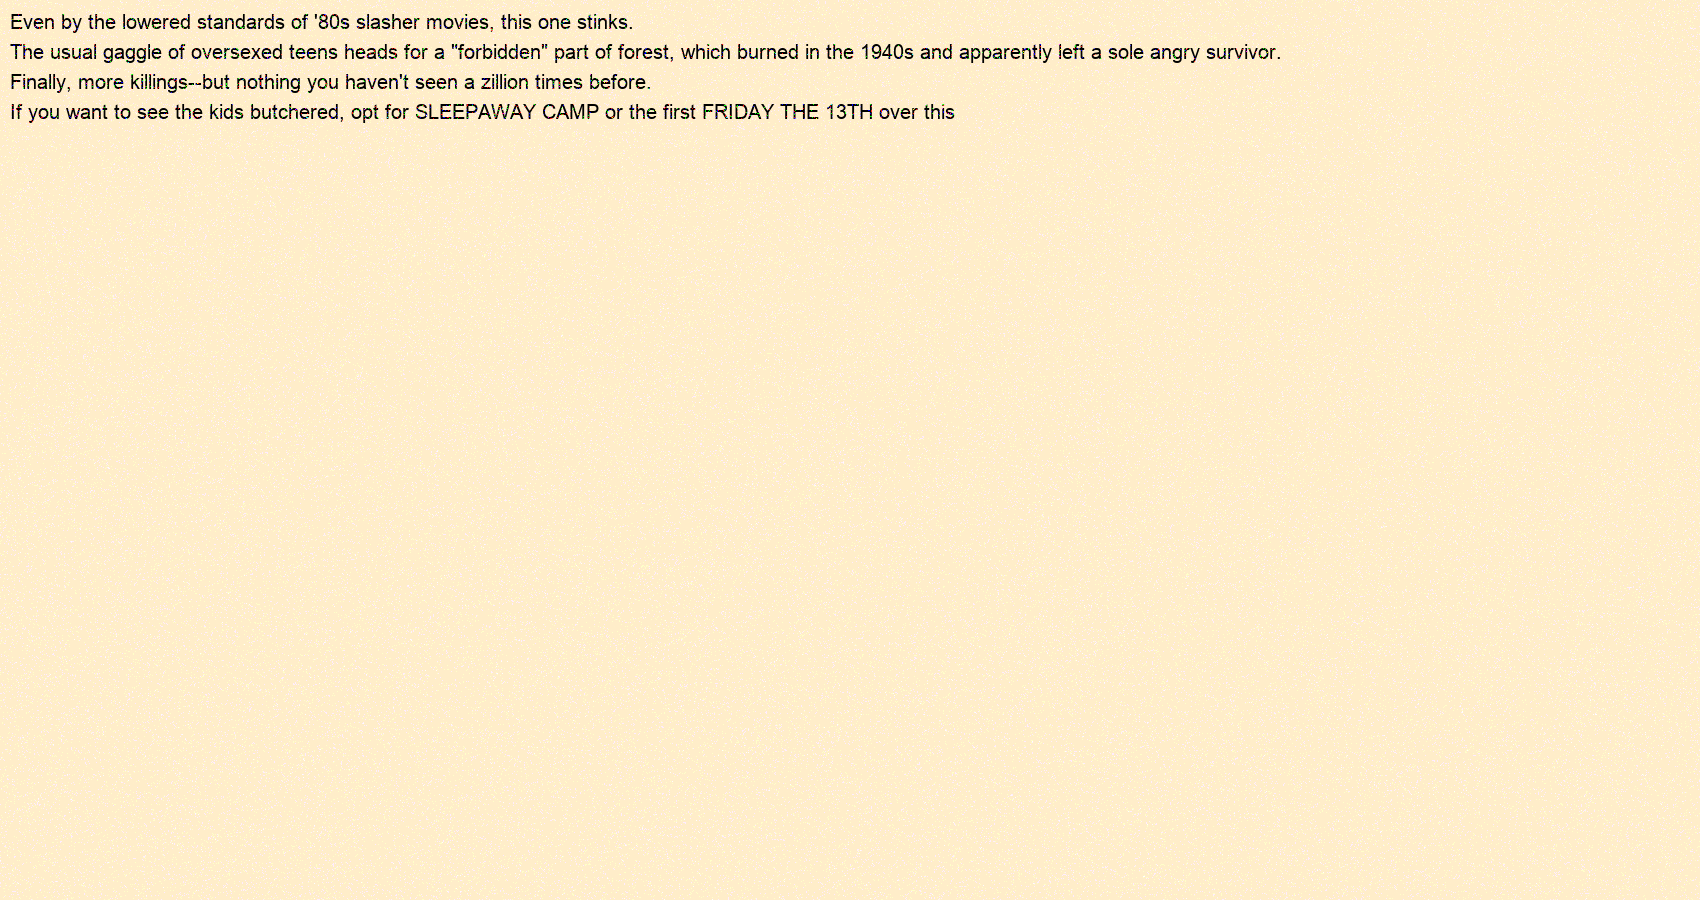 Even by the lowered standards of '80s slasher movies, this one stinks.
The usual gaggle of oversexed teens heads for a "forbidden" part of forest, which burned in the 1940s and apparently left a sole angry survivor.
Finally, more killings--but nothing you haven't seen a zillion times before.
If you want to see the kids butchered, opt for SLEEPAWAY CAMP or the first FRIDAY THE 13TH over this